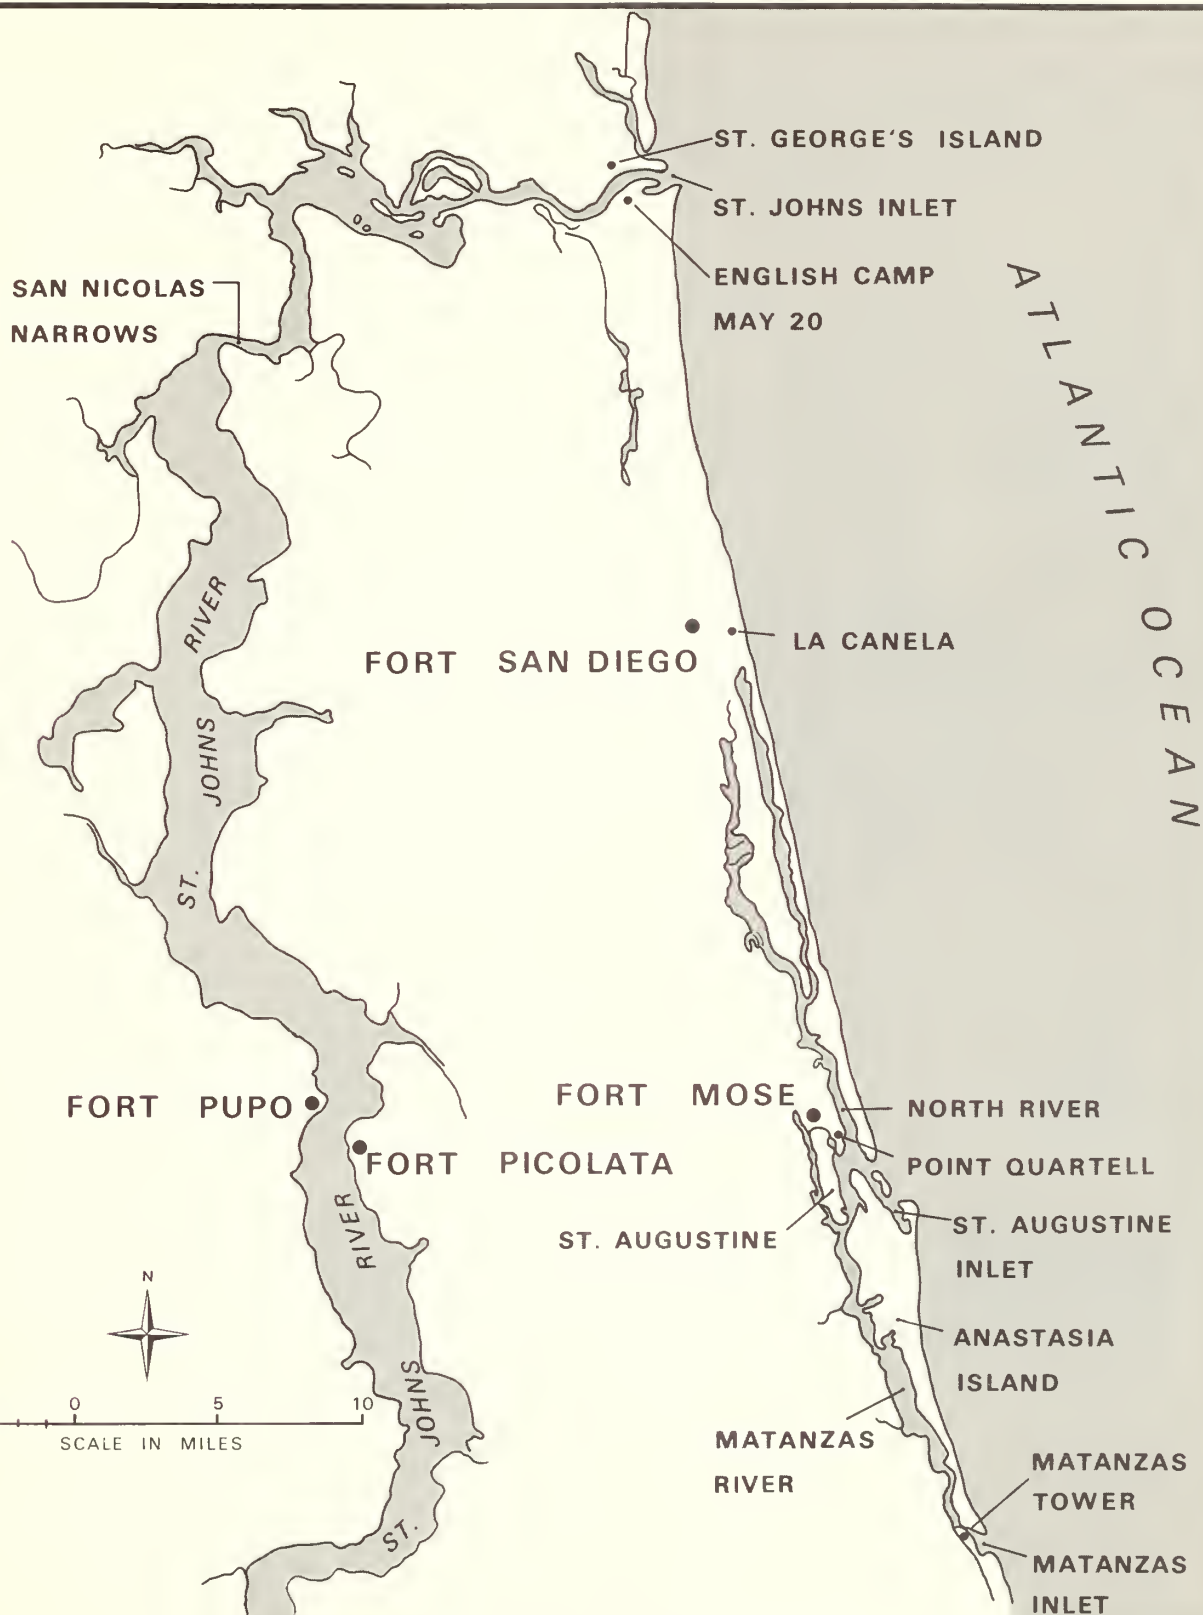 ST. GEORGE'S ISLAND
ST. JOHNS INLET
ENGLISH CAMP
MAY 20
SAN NICOLAS
NARROWS
ATLANTIC OCEAN
RIVER
JOHNS
ST.
FORT SAN DIEGO
LA CANELA
FORT PUPO
FORT PICOLATA
FORT MOSE
NORTH RIVER
POINT QUARTELL
ST. AUGUSTINE
ST. AUGUSTINE
INLET
RIVER
JOHNS
ST.
ANASTASIA
ISLAND
N
0 5 10
SCALE IN MILES
MATANZAS
RIVER
MATANZAS
TOWER
MATANZAS
INLET